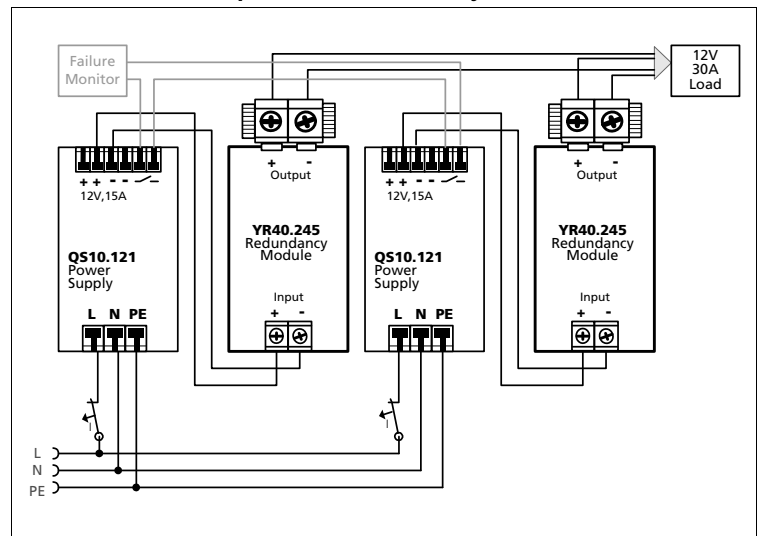 Failure
Monitor
12V
30A
Load
+ + - -
12V,15A
QS10.121
Power
Supply
L N PE
+ -
Output
YR40.245
Redundancy
Module
Input
+ -
+ + - -
12V,15A
QS10.121
Power
Supply
L N PE
+ -
Output
YR40.245
Redundancy
Module
Input
+ -
I
I
L
N
PE